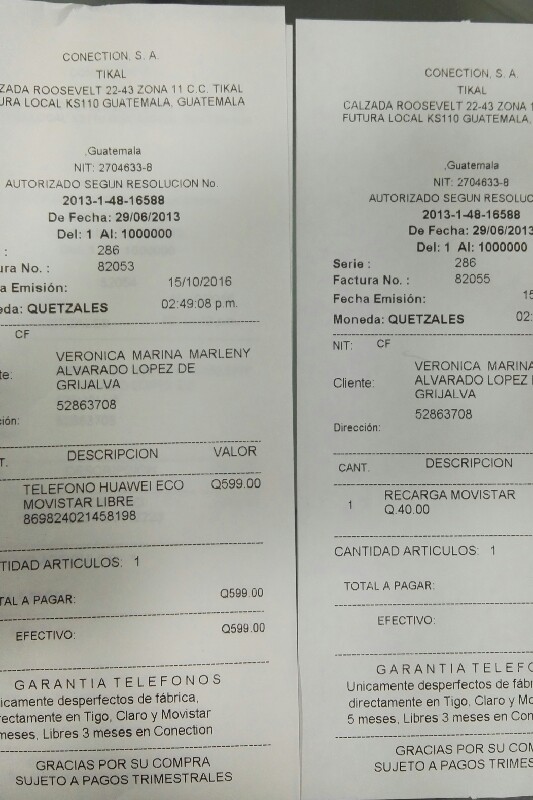 CONECTION, S. A.
TIKAL
ZADA ROOSEVELT 22-43 ZONA 11 C.C. TIKAL
URA LOCAL KS110 GUATEMALA, GUATEMALA
,Guatemala
NIT: 2704633-8
AUTORIZADO SEGUN RESOLUCION No.
2013-1-48-16588
De Fecha: 29/06/2013
Del: 1 Al: 1000000
: 286
ura No. : 82053
a Emisión: 15/10/2016
eda: QUETZALES 02:49:08 p.m.
CF
te: VERONICA MARINA MARLENY
ALVARADO LOPEZ DE
GRIJALVA
52863708
ción:
T. DESCRIPCION VALOR
TELEFONO HUAWEI ECO Q599.00
MOVISTAR LIBRE
869824021458198
TIDAD ARTICULOS: 1
TAL A PAGAR: Q599.00
EFECTIVO: Q599.00
GARANTIA TELEFONOS
icamente desperfectos de fábrica,
rectamente en Tigo, Claro y Movistar
meses, Libres 3 meses en Conection
GRACIAS POR SU COMPRA
SUJETO A PAGOS TRIMESTRALES
CONECTION, S. A.
TIKAL
CALZADA ROOSEVELT 22-43 ZONA 1
FUTURA LOCAL KS110 GUATEMALA,
,Guatemala
NIT: 2704633-8
AUTORIZADO SEGUN RESOLUC
2013-1-48-16588
De Fecha: 29/06/2013
Del: 1 Al: 1000000
Serie : 286
Factura No. : 82055
Fecha Emisión: 15
Moneda: QUETZALES 02:
NIT: CF
Cliente: VERONICA MARINA
ALVARADO LOPEZ
GRIJALVA
52863708
Dirección:
CANT. DESCRIPCION
1 RECARGA MOVISTAR
Q.40.00
CANTIDAD ARTICULOS: 1
TOTAL A PAGAR:
EFECTIVO:
GARANTIA TELEFO
Unicamente desperfectos de fábr
directamente en Tigo, Claro y Mo
5 meses, Libres 3 meses en Con
GRACIAS POR SU COM
SUJETO A PAGOS TRIMES